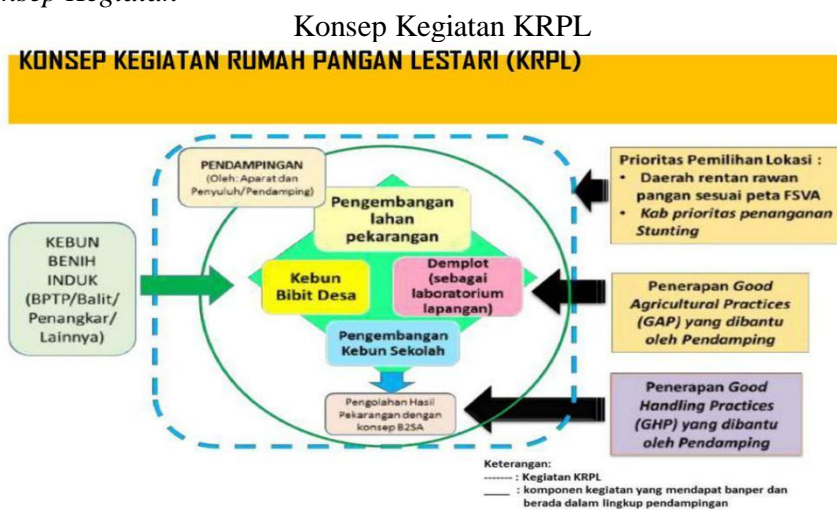 nsep Kegiatan
Konsep Kegiatan KRPL
KONSEP KEGIATAN RUMAH PANGAN LESTARI (KRPL)
PENDAMPINGAN
(Oleh: Aparat dan
Penyuluh/Pendamping)
Pengembangan
lahan
pekarangan
Kebun
Bibit Desa
Demplot
(sebagai
laboratorium
lapangan)
Pengembangan
Kebun Sekolah
Pengolahan Hasil
Pekarangan dengan
konsep B2SA
KEBUN
BENIH
INDUK
(BPTP/Balit/
Penangkar/
Lainnya)
Prioritas Pemilihan Lokasi :
• Daerah rentan rawan
pangan sesuai peta FSVA
• Kab prioritas penanganan
Stunting
Penerapan Good
Agricultural Practices
(GAP) yang dibantu
oleh Pendamping
Penerapan Good
Handling Practices
(GHP) yang dibantu
oleh Pendamping
Keterangan:
------- : Kegiatan KRPL
____ : komponen kegiatan yang mendapat banper dan
berada dalam lingkup pendampingan